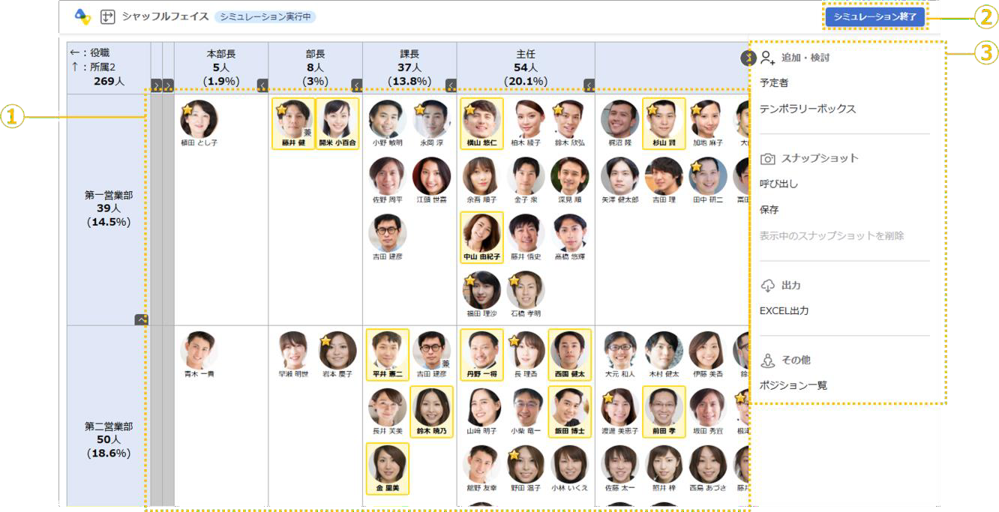 シャッフルフェイス シミュレーション実行中 シミュレーション終了 ②
③
←：役職
↑：所属2
269人
本部長
5人
(1.9%)
部長
8人
(3%)
課長
37人
(13.8%)
主任
54人
(20.1%)
①
第一営業部
39人
(14.5%)
植田 とし子
兼
藤井 健 開米 小百合
小野 敏明 永岡 淳
横山 悠仁 柏木 綾子 鈴木 欣弘
梶沼 隆 杉山 賢 加地 麻子
佐野 周平 江頭 世喜
余吾 順子 金子 衆 深見 順
矢澤 健太郎 吉田 理 田中 研二 富田
吉田 建彦
中山 由紀子 藤井 悟史 高橋 悠輝
福田 理沙 石橋 孝明
第二営業部
50人
(18.6%)
青木 一貴
早瀬 明世 岩本 慶子
兼
平井 憲二 吉田 建彦
丹野 一将 長 理香 西園 健太
大元 和人 木村 健太 伊藤 美香
長井 芙美 鈴木 暁乃
山﨑 明子 小柴 竜一 飯田 博士
渡邊 美恵子 前田 孝 坂田 秀宜
金 里美
舘野 友幸 野田 温子 小林 いくえ
佐藤 太一 照井 梓 西島 あづさ
追加・検討
予定者
テンポラリーボックス
スナップショット
呼び出し
保存
表示中のスナップショットを削除
出力
EXCEL出力
その他
ポジション一覧